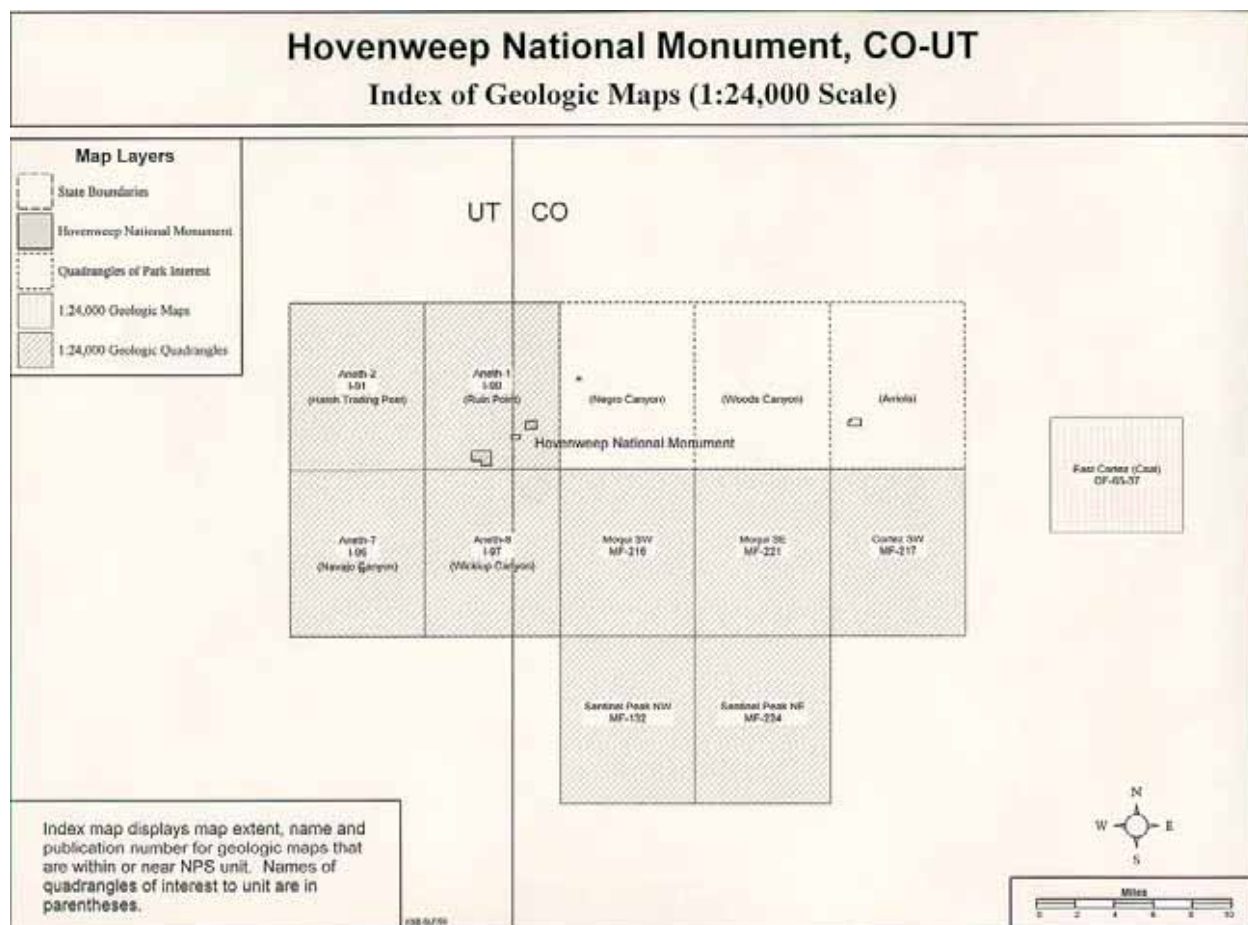 Hovenweep National Monument, CO-UT
Index of Geologic Maps (1:24,000 Scale)
Map Layers
State Boundaries
Hovenweep National Monument
Quadrangles of Park Interest
1:24,000 Geologic Maps
1:24,000 Geologic Quadrangles
UT CO
Aneth-2
I-91
(Hatch Trading Post)
Aneth-1
I-90
(Ruin Point)
(Negro Canyon)
(Woods Canyon)
(Arriola)
Hovenweep National Monument
East Cortez (Coal)
Aneth-7
(Navajo Canyon)
Aneth-8
I-97
(Wickiup Canyon)
Moqui SW
MF-216
Moqui SE
MF-221
Cortez SW
MF-217
Sentinel Peak NW
MF-132
Sentinel Peak NE
MF-224
Index map displays map extent, name and
publication number for geologic maps that
are within or near NPS unit. Names of
quadrangles of interest to unit are in
parentheses.
N
W E
S
Miles
0 2 4 6 8 10